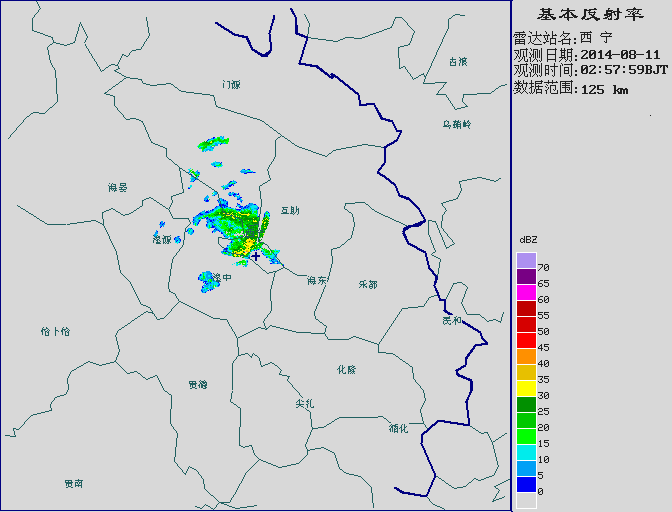 基本反射率
雷达站名:西 宁
观测日期:2014-08-11
观测时间:02:57:59BJT
数据范围:125 km
古浪
门源
乌鞘岭
海晏
互助
湟源
湟中
海东
乐都
民和
恰卜恰
化隆
贵德
尖扎
循化
贵南
dBZ
70
65
60
55
50
45
40
35
30
25
20
15
10
5
0